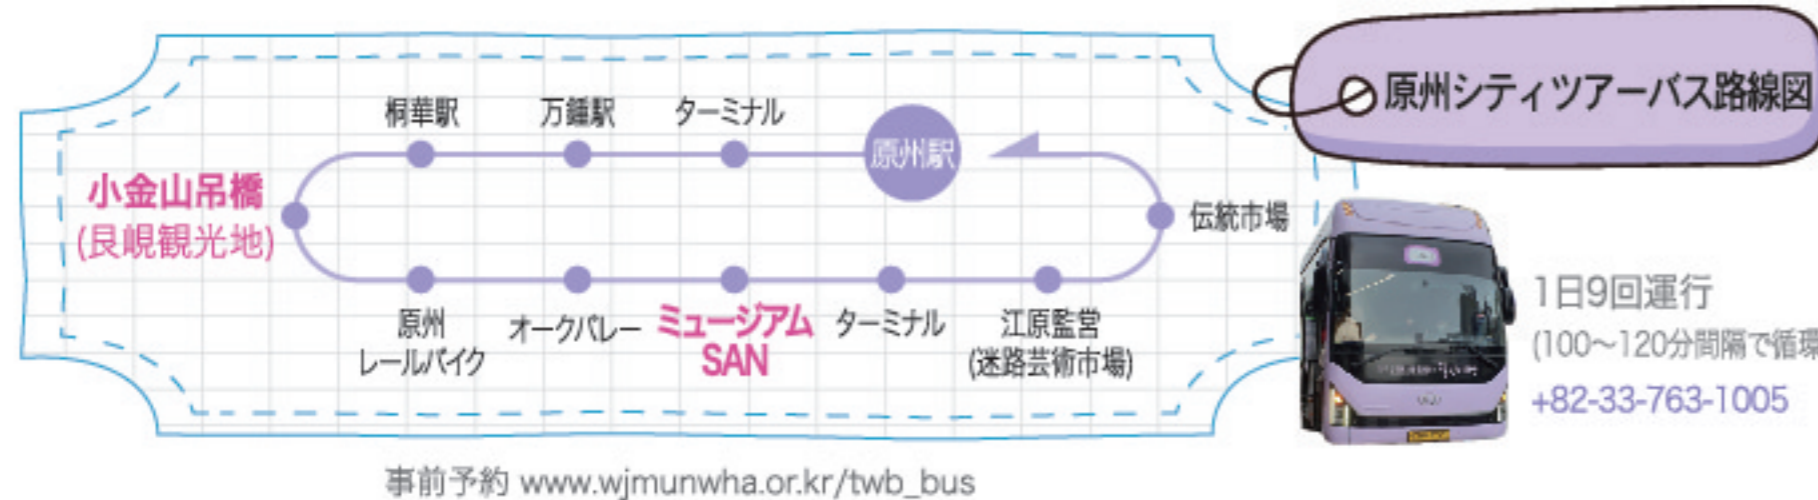 原州シティツアーバス路線図
桐華駅
万鍾駅
ターミナル
原州駅
小金山吊橋
(艮峴観光地)
伝統市場
原州
レールバイク
オークバレー
ミュージアム
SAN
ターミナル
江原監営
(迷路芸術市場)
1日9回運行
(100〜120分間隔で循環
+82-33-763-1005
事前予約 www.wjmunwha.or.kr/twb_bus